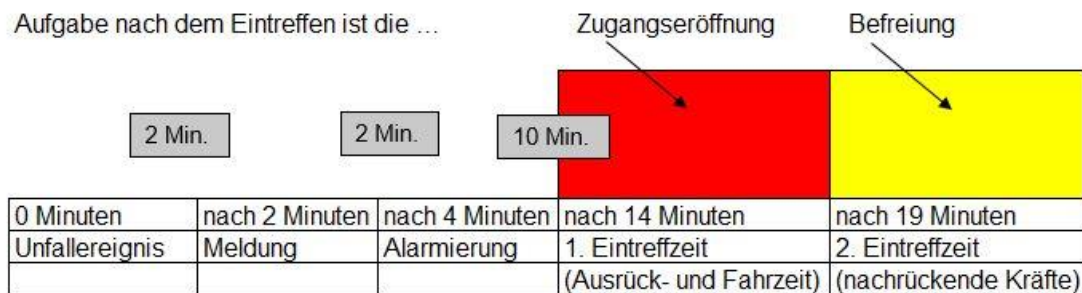 Aufgabe nach dem Eintreffen ist die … Zugangseröffnung Befreiung
2 Min. 2 Min. 10 Min.
0 Minuten nach 2 Minuten nach 4 Minuten nach 14 Minuten nach 19 Minuten
Unfallereignis Meldung Alarmierung 1. Eintreffzeit 2. Eintreffzeit
(Ausrück- und Fahrzeit) (nachrückende Kräfte)